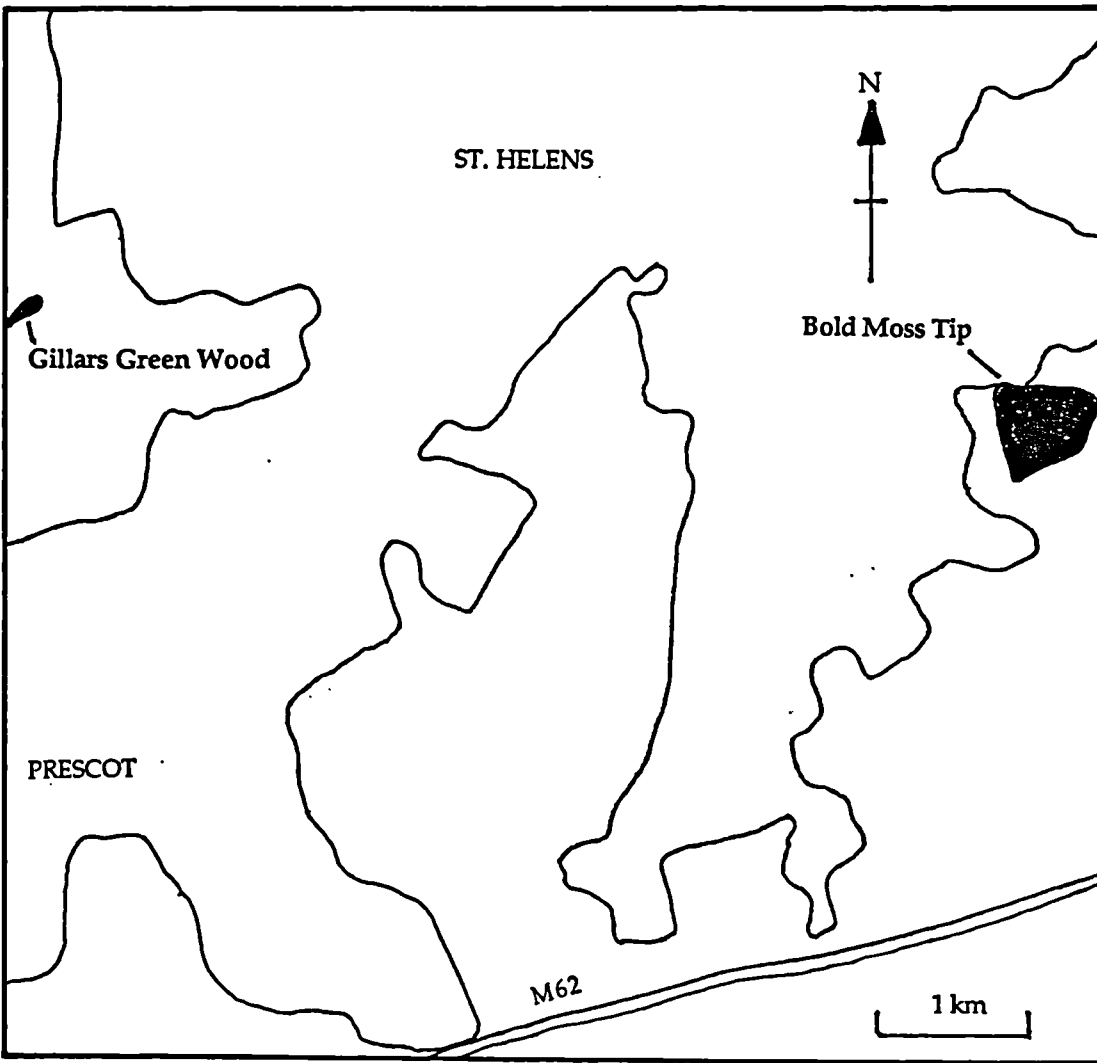 N
ST. HELENS
Bold Moss Tip
Gillars Green Wood
PRESCOT
M62
1 km